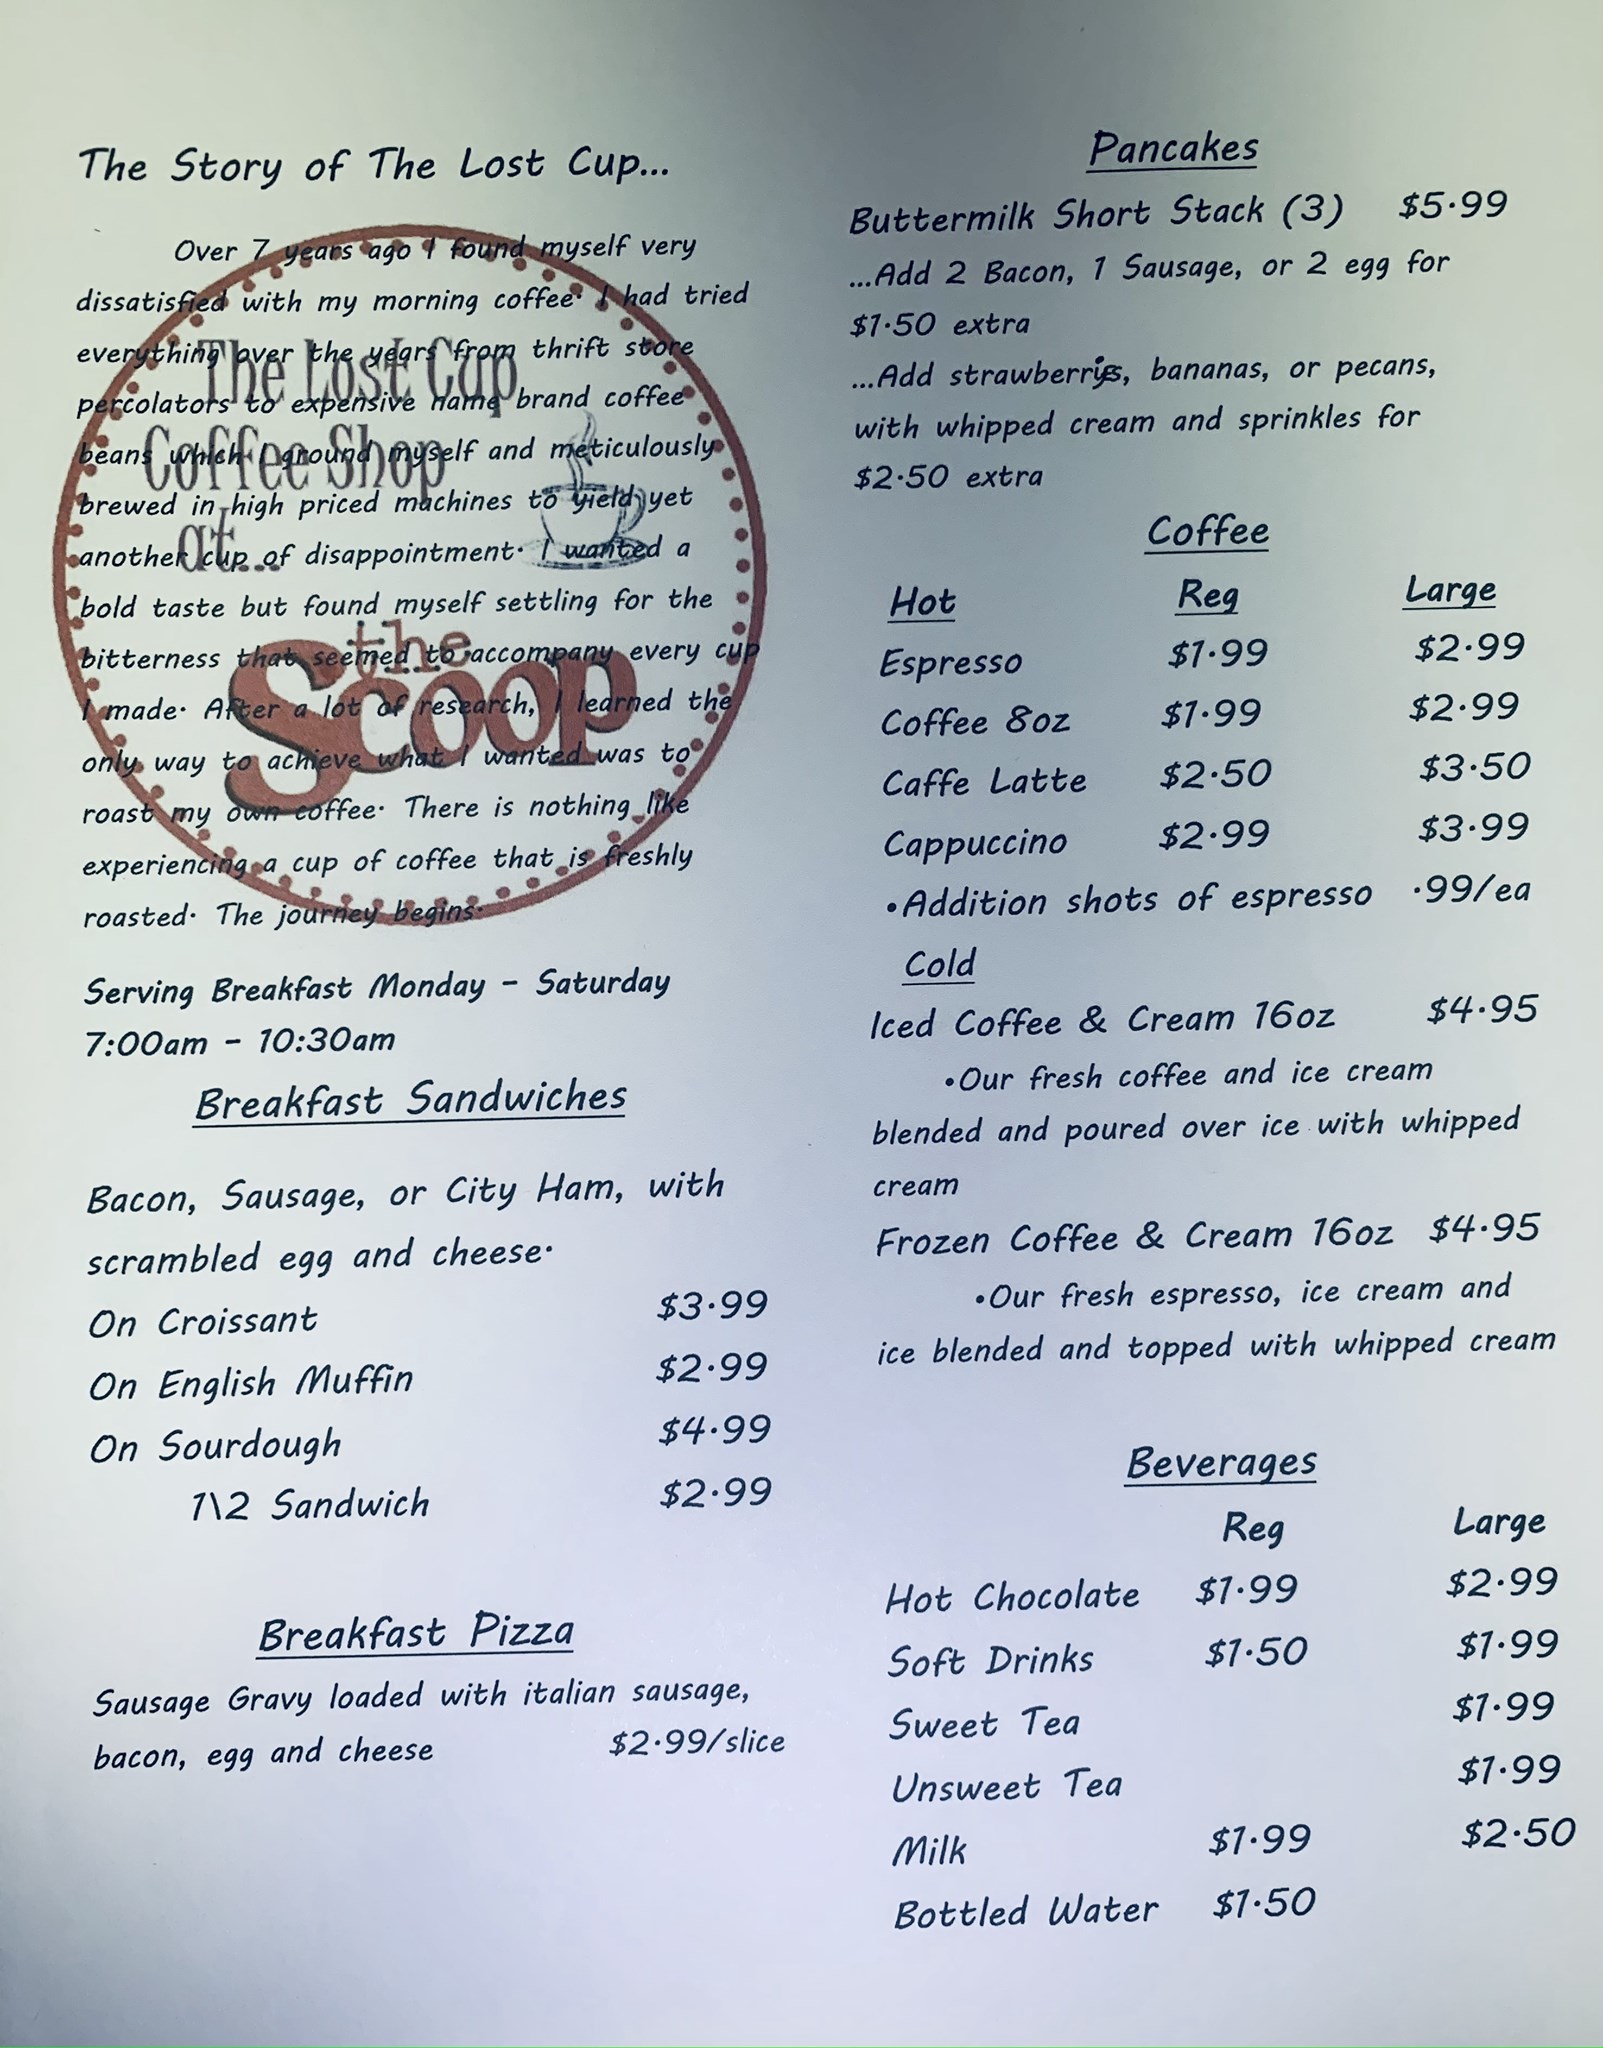 The Story of The Lost Cup...
Over 7 years ago I found myself very
dissatisfied with my morning coffee. I had tried
everything over the years from thrift store
percolators to expensive name brand coffee
beans which I ground myself and meticulously
brewed in high priced machines to yield yet
another cup of disappointment. I wanted a
bold taste but found myself settling for the
bitterness that seemed to accompany every cup
I made. After a lot of research, I learned the
only way to achieve what I wanted was to
roast my own coffee. There is nothing like
experiencing a cup of coffee that is freshly
roasted. The journey begins.
The Lost Cup
Coffee Shop
at...
the
Scoop
Serving Breakfast Monday - Saturday
7:00am - 10:30am
Breakfast Sandwiches
Bacon, Sausage, or City Ham, with
scrambled egg and cheese.
On Croissant $3.99
On English Muffin $2.99
On Sourdough $4.99
1\2 Sandwich $2.99
Breakfast Pizza
Sausage Gravy loaded with italian sausage,
bacon, egg and cheese $2.99/slice
Pancakes
Buttermilk Short Stack (3) $5.99
...Add 2 Bacon, 1 Sausage, or 2 egg for
$1.50 extra
...Add strawberries, bananas, or pecans,
with whipped cream and sprinkles for
$2.50 extra
Coffee
Hot Reg Large
Espresso $1.99 $2.99
Coffee 8oz $1.99 $2.99
Caffe Latte $2.50 $3.50
Cappuccino $2.99 $3.99
•Addition shots of espresso .99/ea
Cold
Iced Coffee & Cream 16oz $4.95
•Our fresh coffee and ice cream
blended and poured over ice with whipped
cream
Frozen Coffee & Cream 16oz $4.95
•Our fresh espresso, ice cream and
ice blended and topped with whipped cream
Beverages
Reg Large
Hot Chocolate $1.99 $2.99
Soft Drinks $1.50 $1.99
Sweet Tea $1.99
Unsweet Tea $1.99
Milk $1.99 $2.50
Bottled Water $1.50